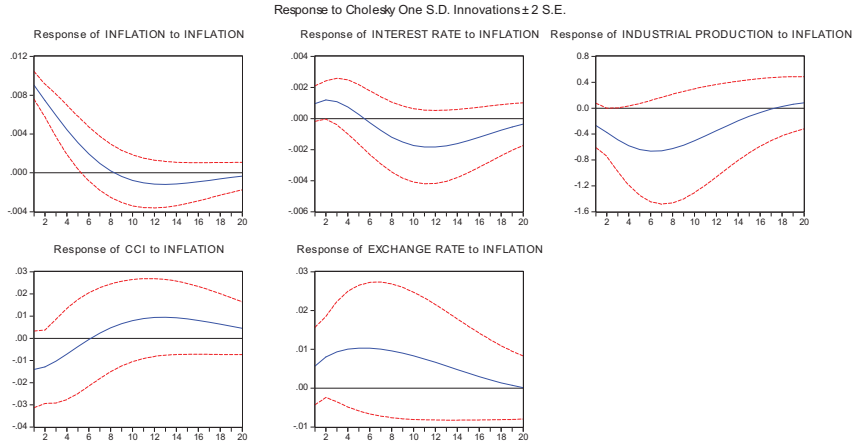 Response to Cholesky One S.D. Innovations ± 2 S.E.
Response of INFLATION to INFLATION
.012
.008
.004
.000
-.004
2 4 6 8 10 12 14 16 18 20
Response of INTEREST RATE to INFLATION
.004
.002
.000
-.002
-.004
-.006
2 4 6 8 10 12 14 16 18 20
Response of INDUSTRIAL PRODUCTION to INFLATION
0.8
0.4
0.0
-0.4
-0.8
-1.2
-1.6
2 4 6 8 10 12 14 16 18 20
Response of CCI to INFLATION
.03
.02
.01
.00
-.01
-.02
-.03
-.04
2 4 6 8 10 12 14 16 18 20
Response of EXCHANGE RATE to INFLATION
.03
.02
.01
.00
-.01
2 4 6 8 10 12 14 16 18 20